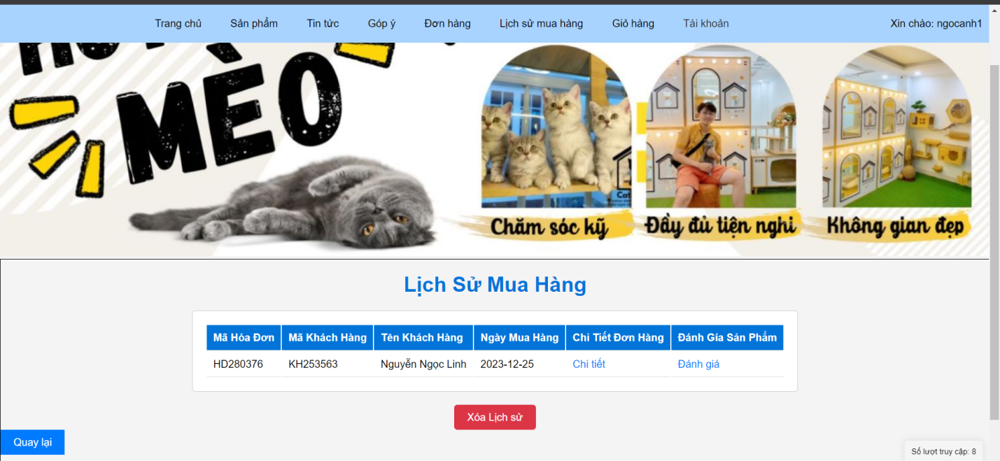 Trang chủ Sản phẩm Tin tức Góp ý Đơn hàng Lịch sử mua hàng Giỏ hàng Tài khoản Xin chào: ngocanh1
MÈO
Chăm sóc kỹ Đầy đủ tiện nghi Không gian đẹp
Lịch Sử Mua Hàng
Mã Hóa Đơn Mã Khách Hàng Tên Khách Hàng Ngày Mua Hàng Chi Tiết Đơn Hàng Đánh Gía Sản Phẩm
HD280376 KH253563 Nguyễn Ngọc Linh 2023-12-25 Chi tiết Đánh giá
Xóa Lịch sử
Quay lại
Số lượt truy cập: 8